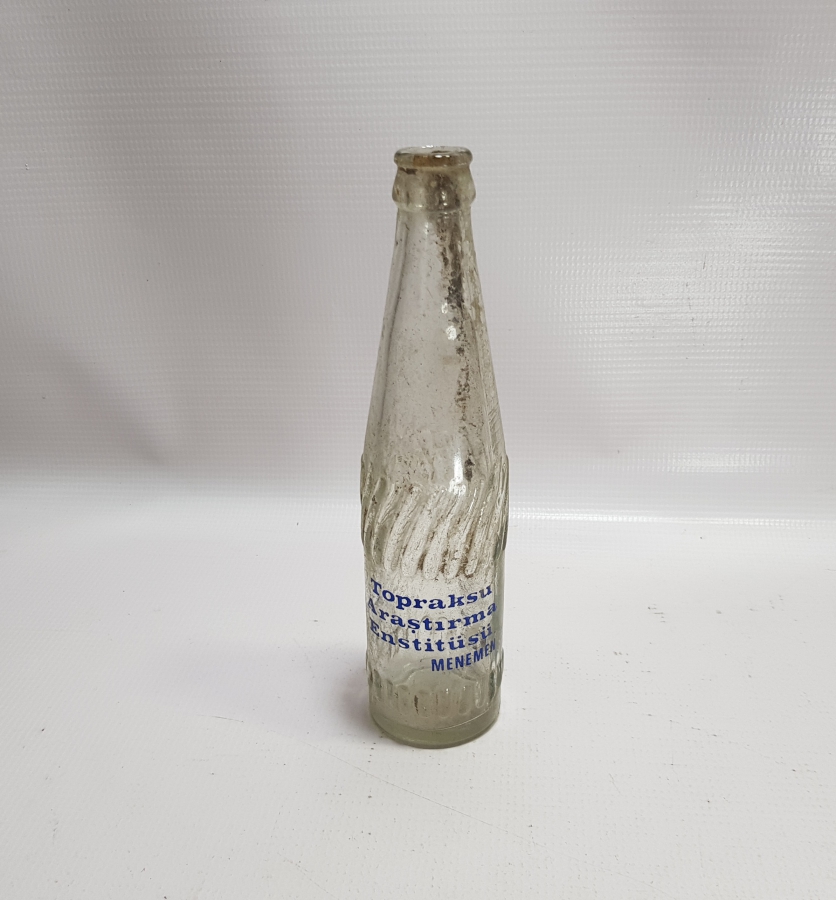 Topraksu
Araştırma
Enstitüsü
MENEMEN